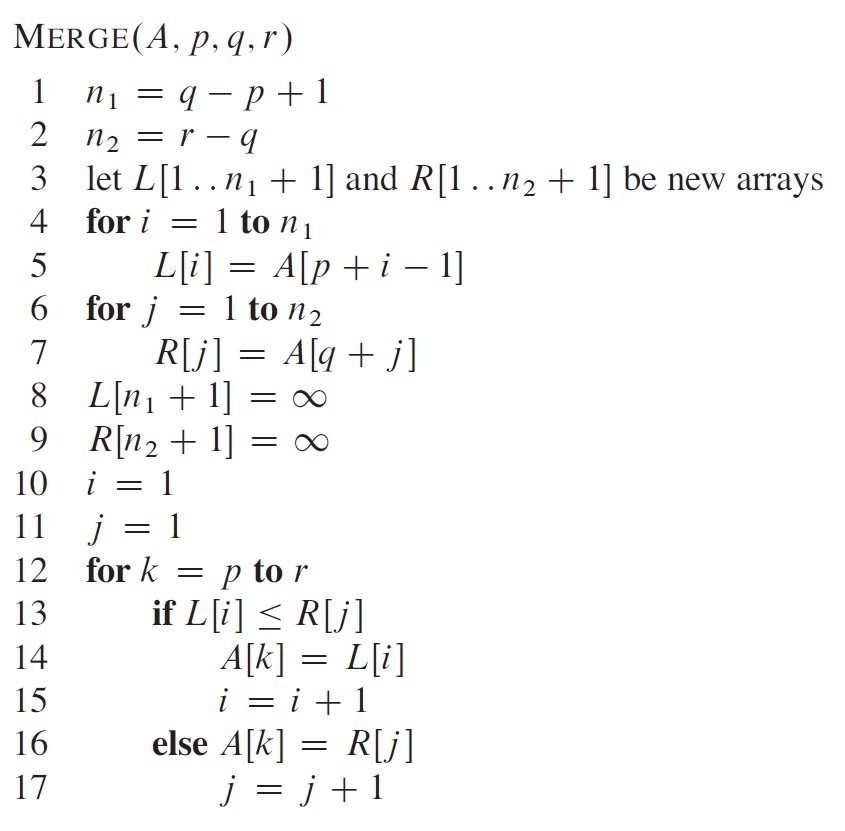 MERGE(A, p, q, r)
1 n₁ = q − p + 1
2 n₂ = r − q
3 let L[1 . . n₁ + 1] and R[1 . . n₂ + 1] be new arrays
4 for i = 1 to n₁
5 L[i] = A[p + i − 1]
6 for j = 1 to n₂
7 R[j] = A[q + j]
8 L[n₁ + 1] = ∞
9 R[n₂ + 1] = ∞
10 i = 1
11 j = 1
12 for k = p to r
13 if L[i] ≤ R[j]
14 A[k] = L[i]
15 i = i + 1
16 else A[k] = R[j]
17 j = j + 1